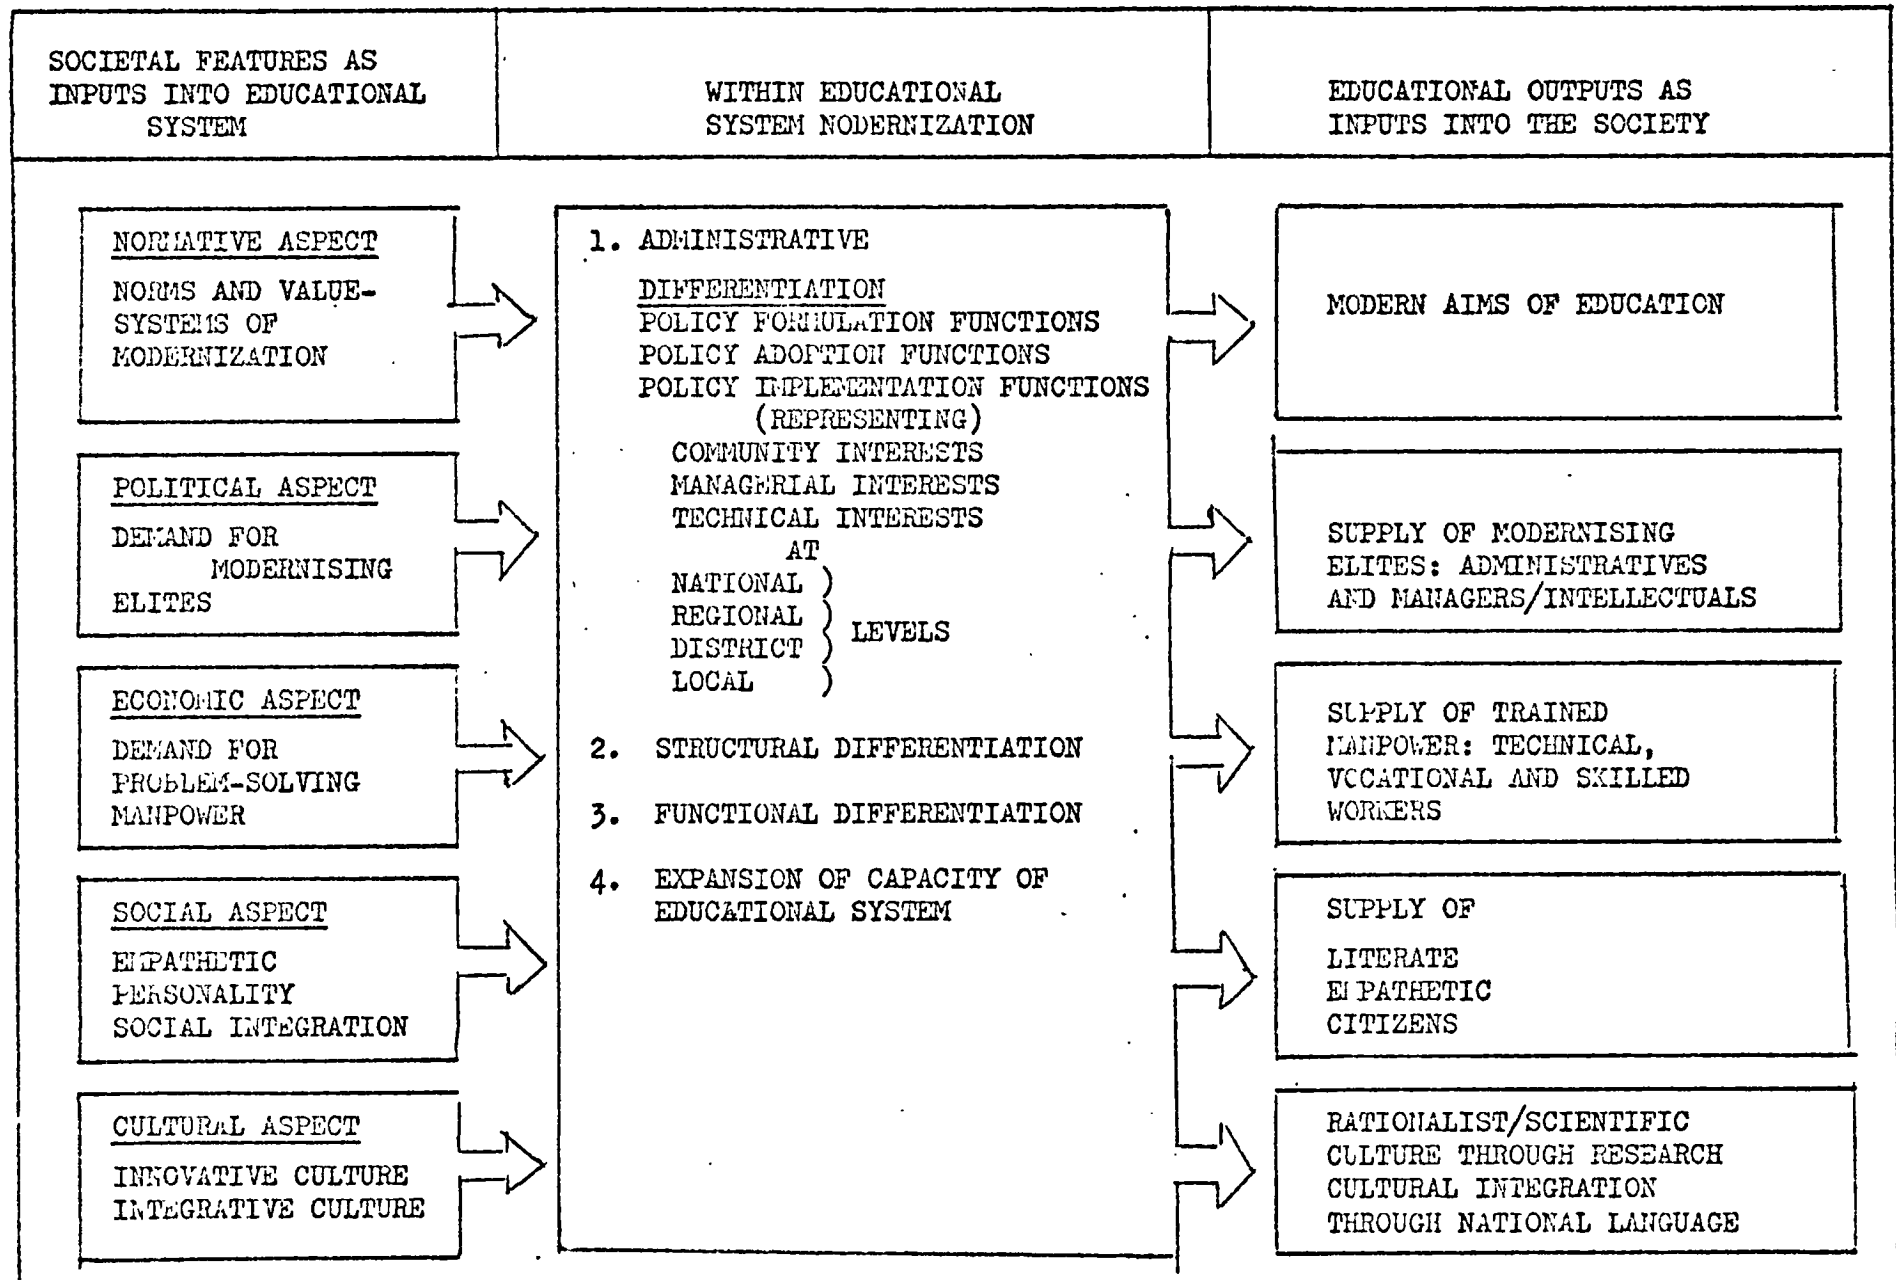 SOCIETAL FEATURES AS
INPUTS INTO EDUCATIONAL
SYSTEM
WITHIN EDUCATIONAL
SYSTEM NODERNIZATION
EDUCATIONAL OUTPUTS AS
INPUTS INTO THE SOCIETY
NORMATIVE ASPECT
NORMS AND VALUE-
SYSTEMS OF
MODERNIZATION
POLITICAL ASPECT
DEMAND FOR
MODERNISING
ELITES
ECONOMIC ASPECT
DEMAND FOR
PROBLEM-SOLVING
MANPOWER
SOCIAL ASPECT
EMPATHETIC
PERSONALITY
SOCIAL INTEGRATION
CULTURAL ASPECT
INNOVATIVE CULTURE
INTEGRATIVE CULTURE
1. ADMINISTRATIVE
DIFFERENTIATION
POLICY FORMULATION FUNCTIONS
POLICY ADOPTION FUNCTIONS
POLICY IMPLEMENTATION FUNCTIONS
(REPRESENTING)
COMMUNITY INTERESTS
MANAGERIAL INTERESTS
TECHNICAL INTERESTS
AT
NATIONAL )
REGIONAL )
DISTRICT ) LEVELS
LOCAL )
2. STRUCTURAL DIFFERENTIATION
3. FUNCTIONAL DIFFERENTIATION
4. EXPANSION OF CAPACITY OF
EDUCATIONAL SYSTEM
MODERN AIMS OF EDUCATION
SUPPLY OF MODERNISING
ELITES: ADMINISTRATIVES
AND MANAGERS/INTELLECTUALS
SUPPLY OF TRAINED
MANPOWER: TECHNICAL,
VOCATIONAL AND SKILLED
WORKERS
SUPPLY OF
LITERATE
EMPATHETIC
CITIZENS
RATIONALIST/SCIENTIFIC
CULTURE THROUGH RESEARCH
CULTURAL INTEGRATION
THROUGH NATIONAL LANGUAGE